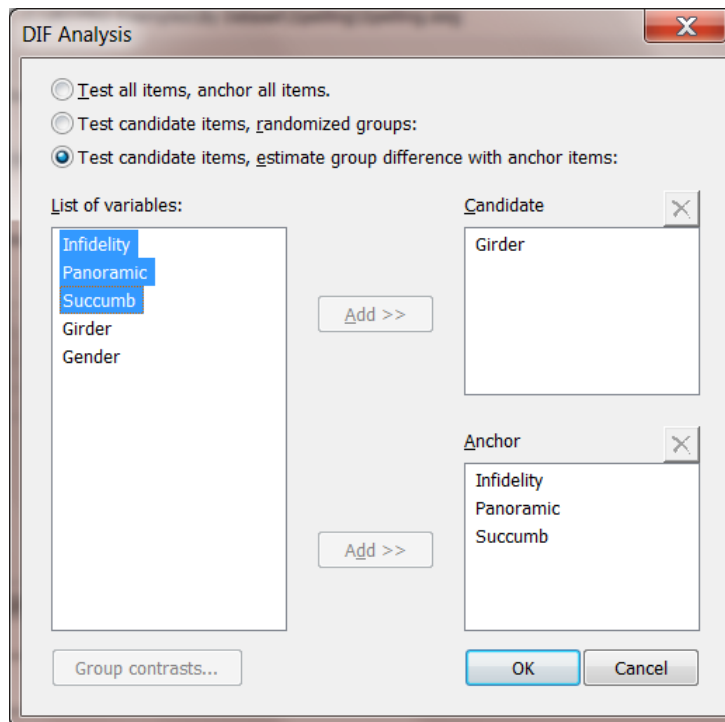 DIF Analysis
X
Test all items, anchor all items.
Test candidate items, randomized groups:
Test candidate items, estimate group difference with anchor items:
List of variables:
Infidelity
Panoramic
Succumb
Girder
Gender
Add >>
Add >>
Candidate
Girder
Anchor
Infidelity
Panoramic
Succumb
Group contrasts...
OK
Cancel